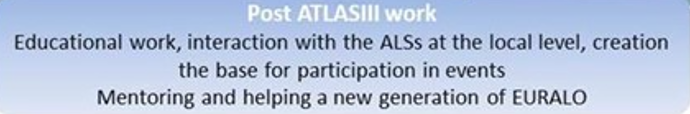 Post ATLASIII work
Educational work, interaction with the ALSs at the local level, creation
the base for participation in events
Mentoring and helping a new generation of EURALO